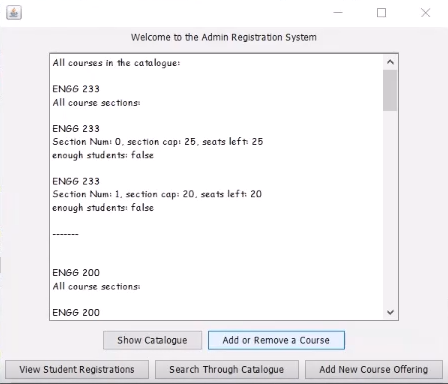 Welcome to the Admin Registration System
All courses in the catalogue:
ENGG 233
All course sections:
ENGG 233
Section Num: 0, section cap: 25, seats left: 25
enough students: false
ENGG 233
Section Num: 1, section cap: 20, seats left: 20
enough students: false
-------
ENGG 200
All course sections:
ENGG 200
Show Catalogue
Add or Remove a Course
View Student Registrations
Search Through Catalogue
Add New Course Offering